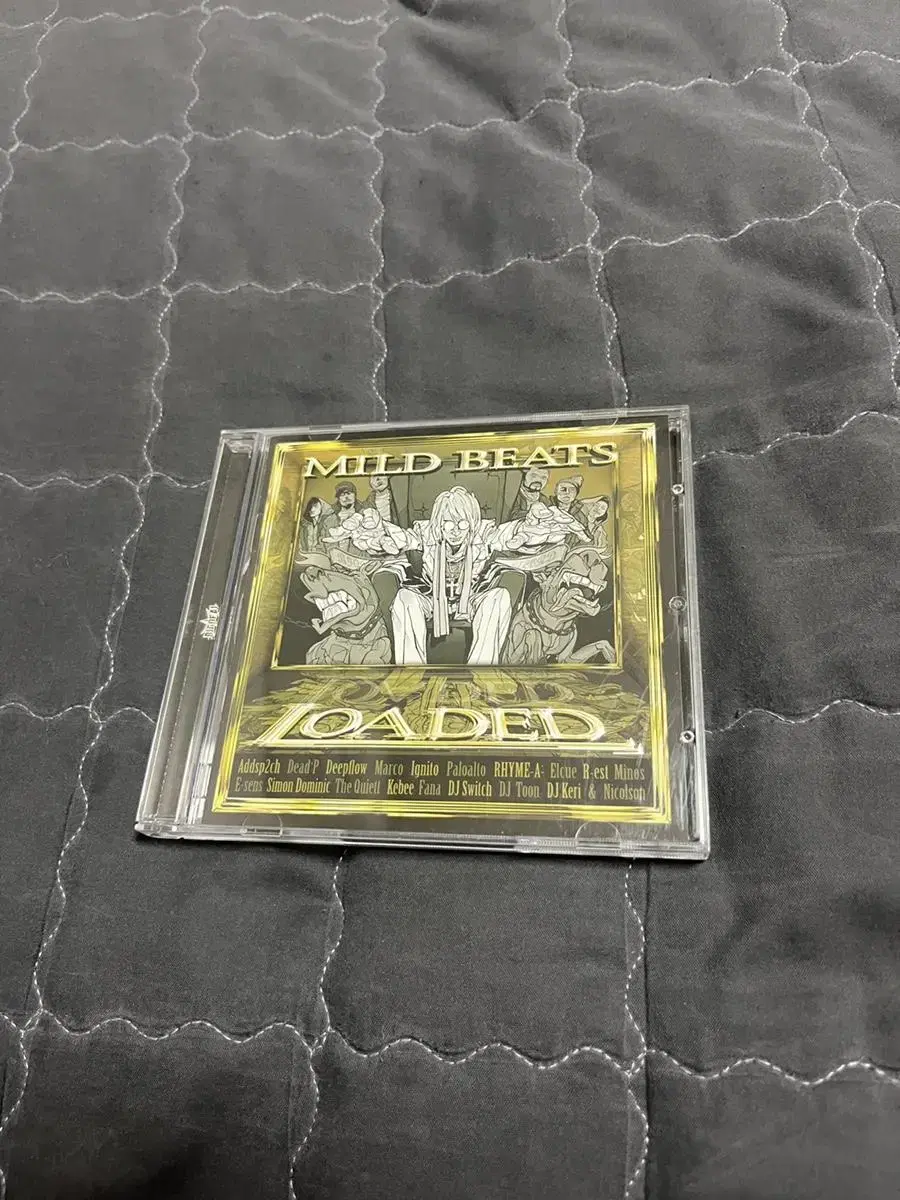 MILD BEATS
LOADED
Addsp2ch Dead'P Deepflow Marco Ignito Paloalto RHYME-A- Elcue R-est Minos
E-sens Simon Dominic The Quiett Kebee Fana DJ Switch DJ Toon DJ Keri & Nicolson